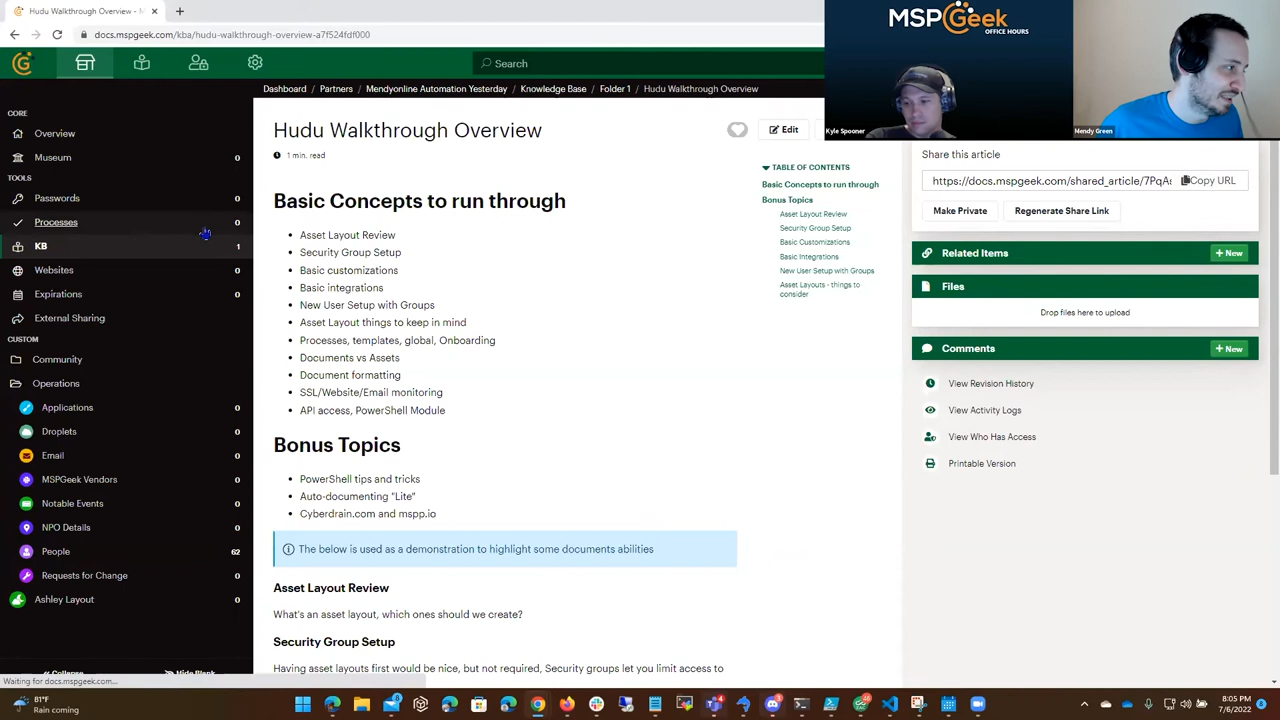 Hudu Walkthrough Overview - M
docs.mspgeek.com/kba/hudu-walkthrough-overview-a7f524fdf000
MSPGeek
OFFICE HOURS
Kyle Spooner
Mendy Green
Search
Dashboard
Partners
Mendyonline Automation Yesterday
Knowledge Base
Folder 1
Hudu Walkthrough Overview
CORE
Overview
Museum 0
TOOLS
Passwords 0
Processes 0
KB 1
Websites 0
Expirations 0
External Sharing 0
CUSTOM
Community
Operations
Applications 0
Droplets 0
Email 0
MSPGeek Vendors 0
Notable Events 0
NPO Details 0
People 62
Requests for Change 0
Ashley Layout 0
Collapse
Hide Blank
Waiting for docs.mspgeek.com...
Hudu Walkthrough Overview
Edit
1 min. read
Basic Concepts to run through
• Asset Layout Review
• Security Group Setup
• Basic customizations
• Basic integrations
• New User Setup with Groups
• Asset Layout things to keep in mind
• Processes, templates, global, Onboarding
• Documents vs Assets
• Document formatting
• SSL/Website/Email monitoring
• API access, PowerShell Module
Bonus Topics
• PowerShell tips and tricks
• Auto-documenting "Lite"
• Cyberdrain.com and mspp.io
The below is used as a demonstration to highlight some documents abilities
Asset Layout Review
What's an asset layout, which ones should we create?
Security Group Setup
Having asset layouts first would be nice, but not required, Security groups let you limit access to
TABLE OF CONTENTS
Basic Concepts to run through
Bonus Topics
Asset Layout Review
Security Group Setup
Basic Customizations
Basic Integrations
New User Setup with Groups
Asset Layouts - things to
consider
Share this article
https://docs.mspgeek.com/shared_article/7PqA
Copy URL
Make Private
Regenerate Share Link
Related Items
+ New
Files
Drop files here to upload
Comments
+ New
View Revision History
View Activity Logs
View Who Has Access
Printable Version
81°F
Rain coming
8:05 PM
7/6/2022